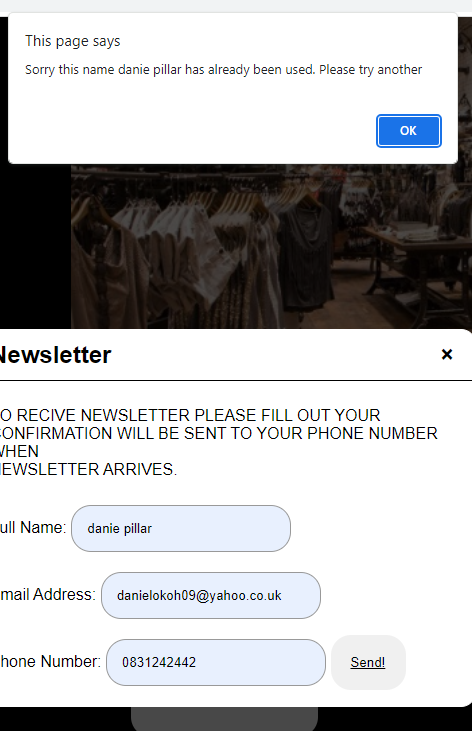 This page says
Sorry this name danie pillar has already been used. Please try another
OK
Newsletter
×
O RECIVE NEWSLETTER PLEASE FILL OUT YOUR
CONFIRMATION WILL BE SENT TO YOUR PHONE NUMBER
WHEN
NEWSLETTER ARRIVES.
ull Name: danie pillar
mail Address: danielokoh09@yahoo.co.uk
hone Number: 0831242442 Send!